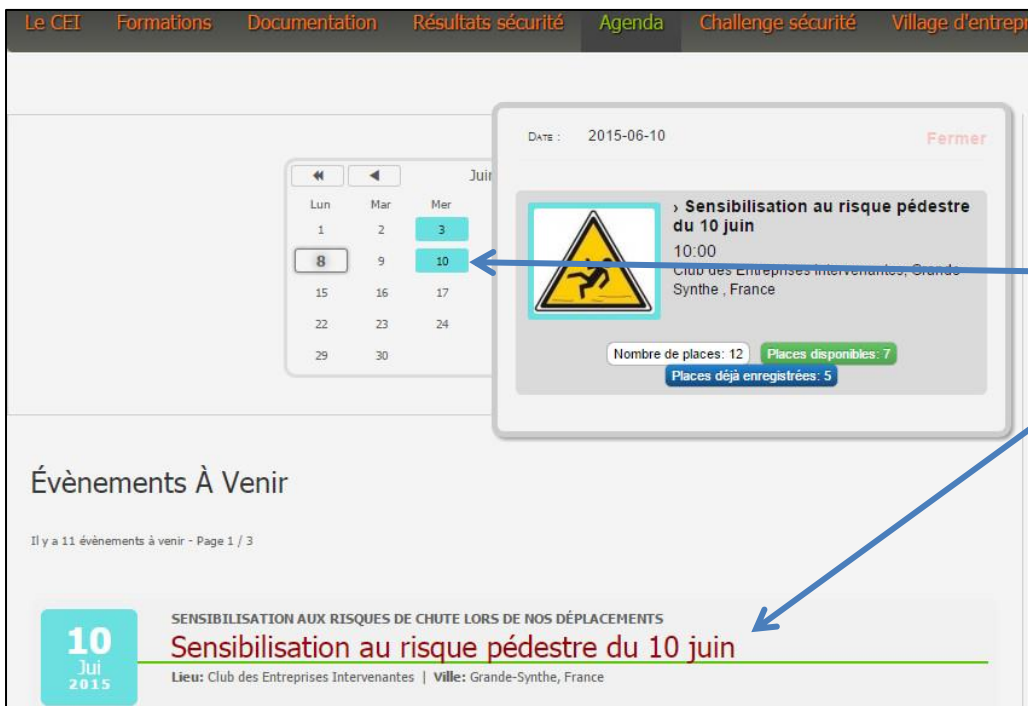 Le CEI Formations Documentation Résultats sécurité Agenda Challenge sécurité Village d'entrepr
DATE : 2015-06-10 Fermer
Juin
Lun Mar Mer
1 2 3
8 9 10
15 16 17
22 23 24
29 30
› Sensibilisation au risque pédestre
du 10 juin
10:00
Club des Entreprises Intervenantes, Grande-
Synthe , France
Nombre de places: 12 Places disponibles: 7
Places déjà enregistrées: 5
Évènements À Venir
Il y a 11 évènements à venir - Page 1 / 3
10
Jui
2015
SENSIBILISATION AUX RISQUES DE CHUTE LORS DE NOS DÉPLACEMENTS
Sensibilisation au risque pédestre du 10 juin
Lieu: Club des Entreprises Intervenantes | Ville: Grande-Synthe, France